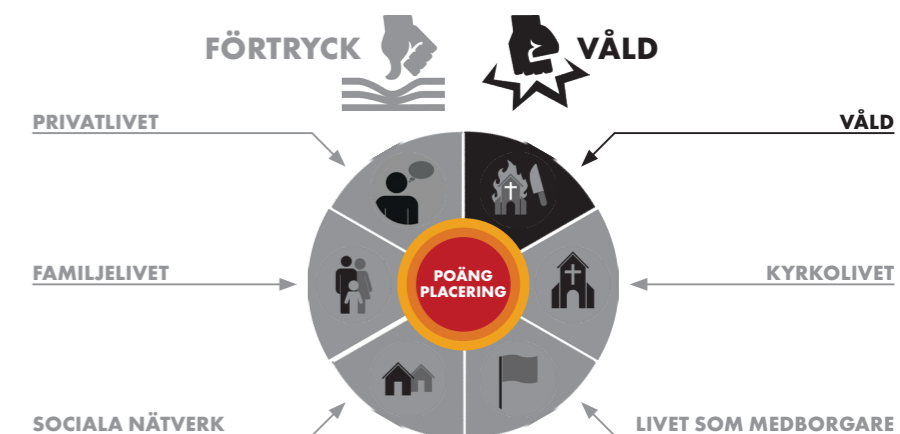 FÖRTRYCK
VÅLD
PRIVATLIVET
VÅLD
FAMILJELIVET
POÄNG
PLACERING
KYRKOLIVET
SOCIALA NÄTVERK
LIVET SOM MEDBORGARE